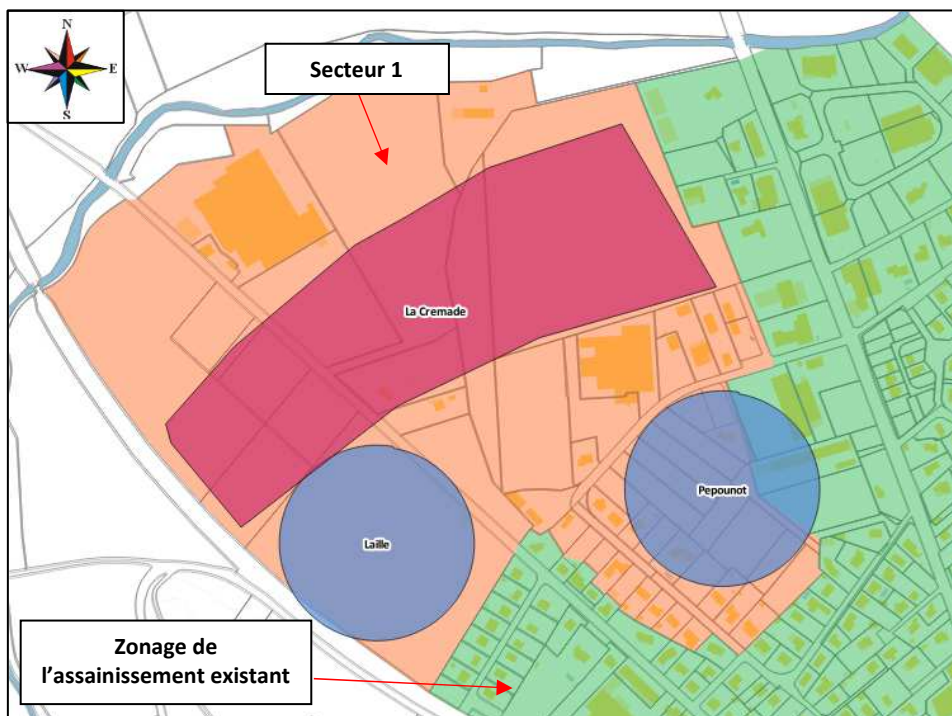 N
W E
S
Secteur 1
La Cremade
Pepounot
Laille
Zonage de
l'assainissement existant